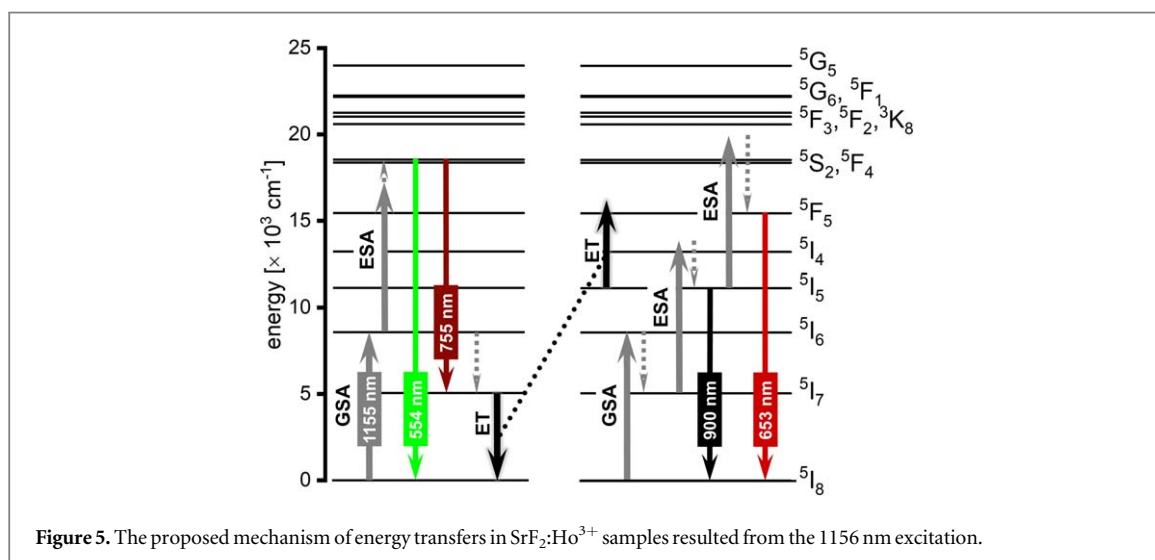 25
20
15
10
5
0
energy [× 10³ cm⁻¹]
GSA
1155 nm
ESA
554 nm
755 nm
ET
ET
GSA
ESA
900 nm
ESA
653 nm
⁵G₅
⁵G₆, ⁵F₁
⁵F₃,⁵F₂,³K₈
⁵S₂, ⁵F₄
⁵F₅
⁵I₄
⁵I₅
⁵I₆
⁵I₇
⁵I₈
Figure 5. The proposed mechanism of energy transfers in SrF₂:Ho³⁺ samples resulted from the 1156 nm excitation.